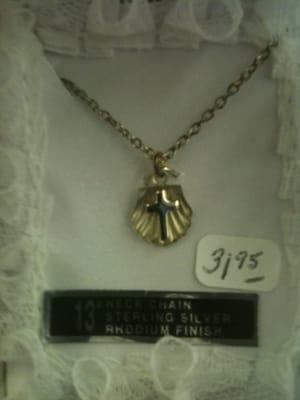 3,95
13 NECK CHAIN
STERLING SILVER
RHODIUM FINISH